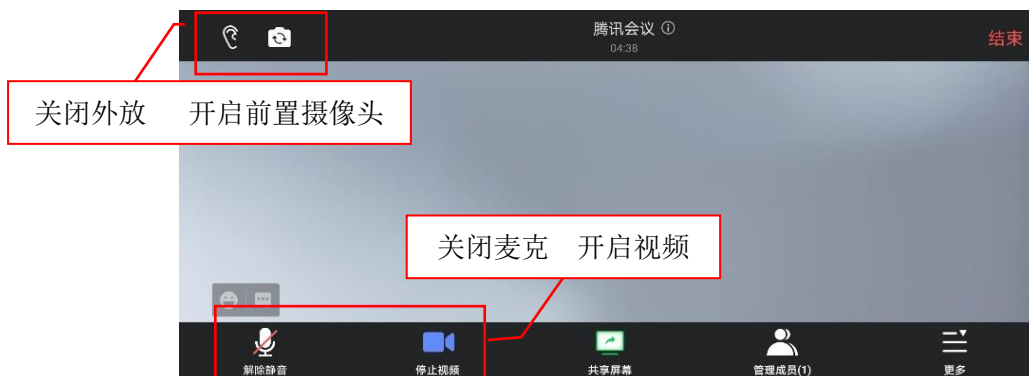 腾讯会议
04:38
结束
关闭外放 开启前置摄像头
关闭麦克 开启视频
解除静音
停止视频
共享屏幕
管理成员(1)
更多